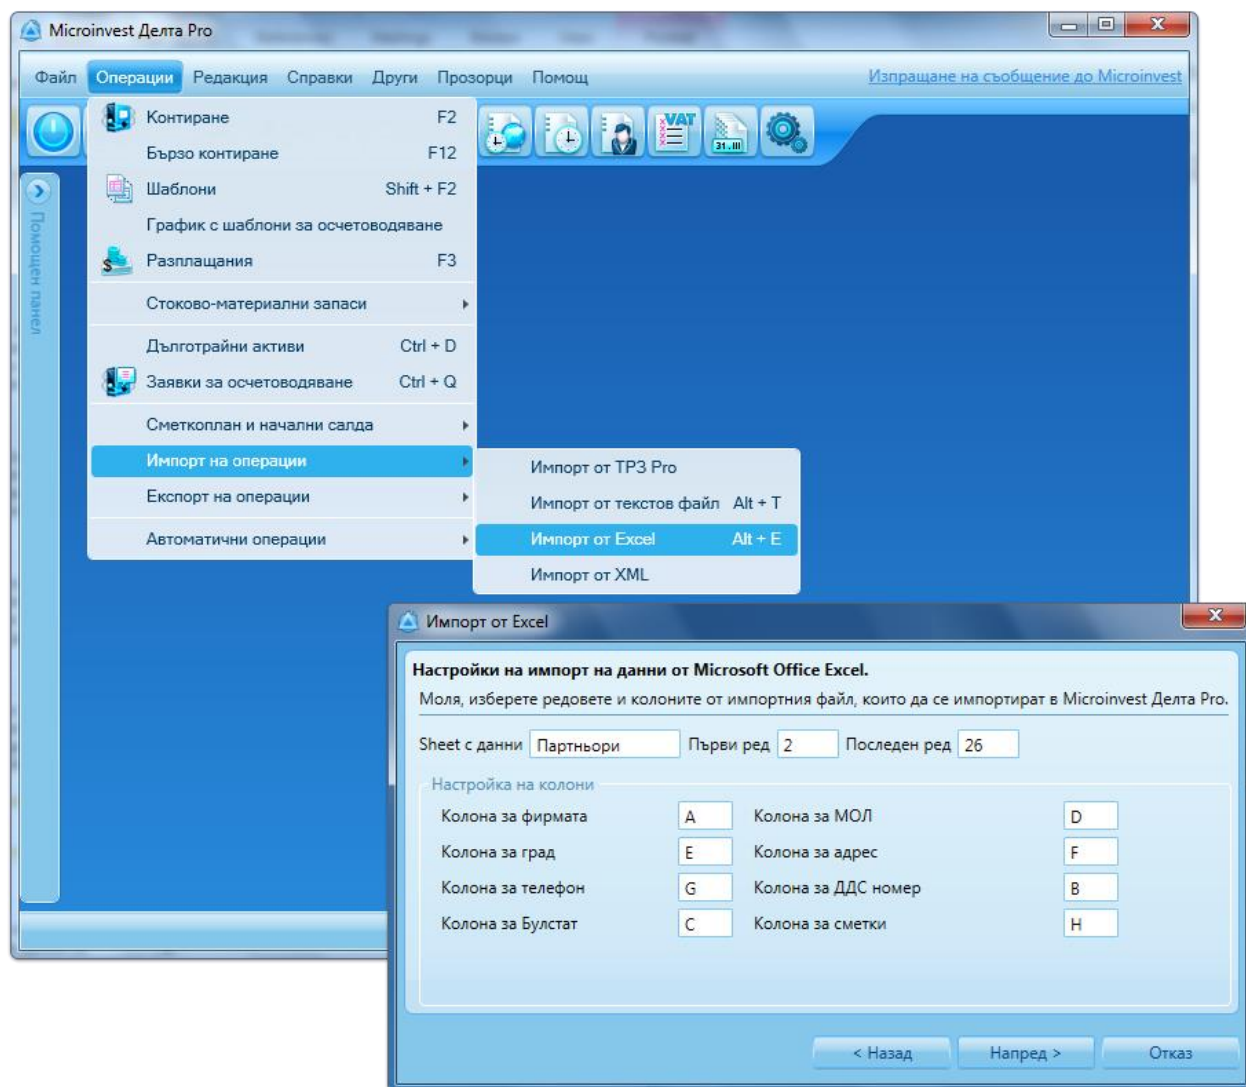 Microinvest Делта Pro
Файл Операции Редакция Справки Други Прозорци Помощ Изпращане на съобщение до Microinvest
Контиране F2
VAT
31.III
Бързо контиране F12
Шаблони Shift + F2
Помощен панел
График с шаблони за осчетоводяване
$ Разплащания F3
Стоково-материални запаси
Дълготрайни активи Ctrl + D
Заявки за осчетоводяване Ctrl + Q
Сметкоплан и начални салда
Импорт на операции
Импорт от ТРЗ Pro
Експорт на операции
Импорт от текстов файл Alt + T
Автоматични операции
Импорт от Excel Alt + E
Импорт от XML
Импорт от Excel
Настройки на импорт на данни от Microsoft Office Excel.
Моля, изберете редовете и колоните от импортния файл, които да се импортират в Microinvest Делта Pro.
Sheet с данни Партньори Първи ред 2 Последен ред 26
Настройка на колони
Колона за фирмата A Колона за МОЛ D
Колона за град E Колона за адрес F
Колона за телефон G Колона за ДДС номер B
Колона за Булстат C Колона за сметки H
< Назад Напред > Отказ